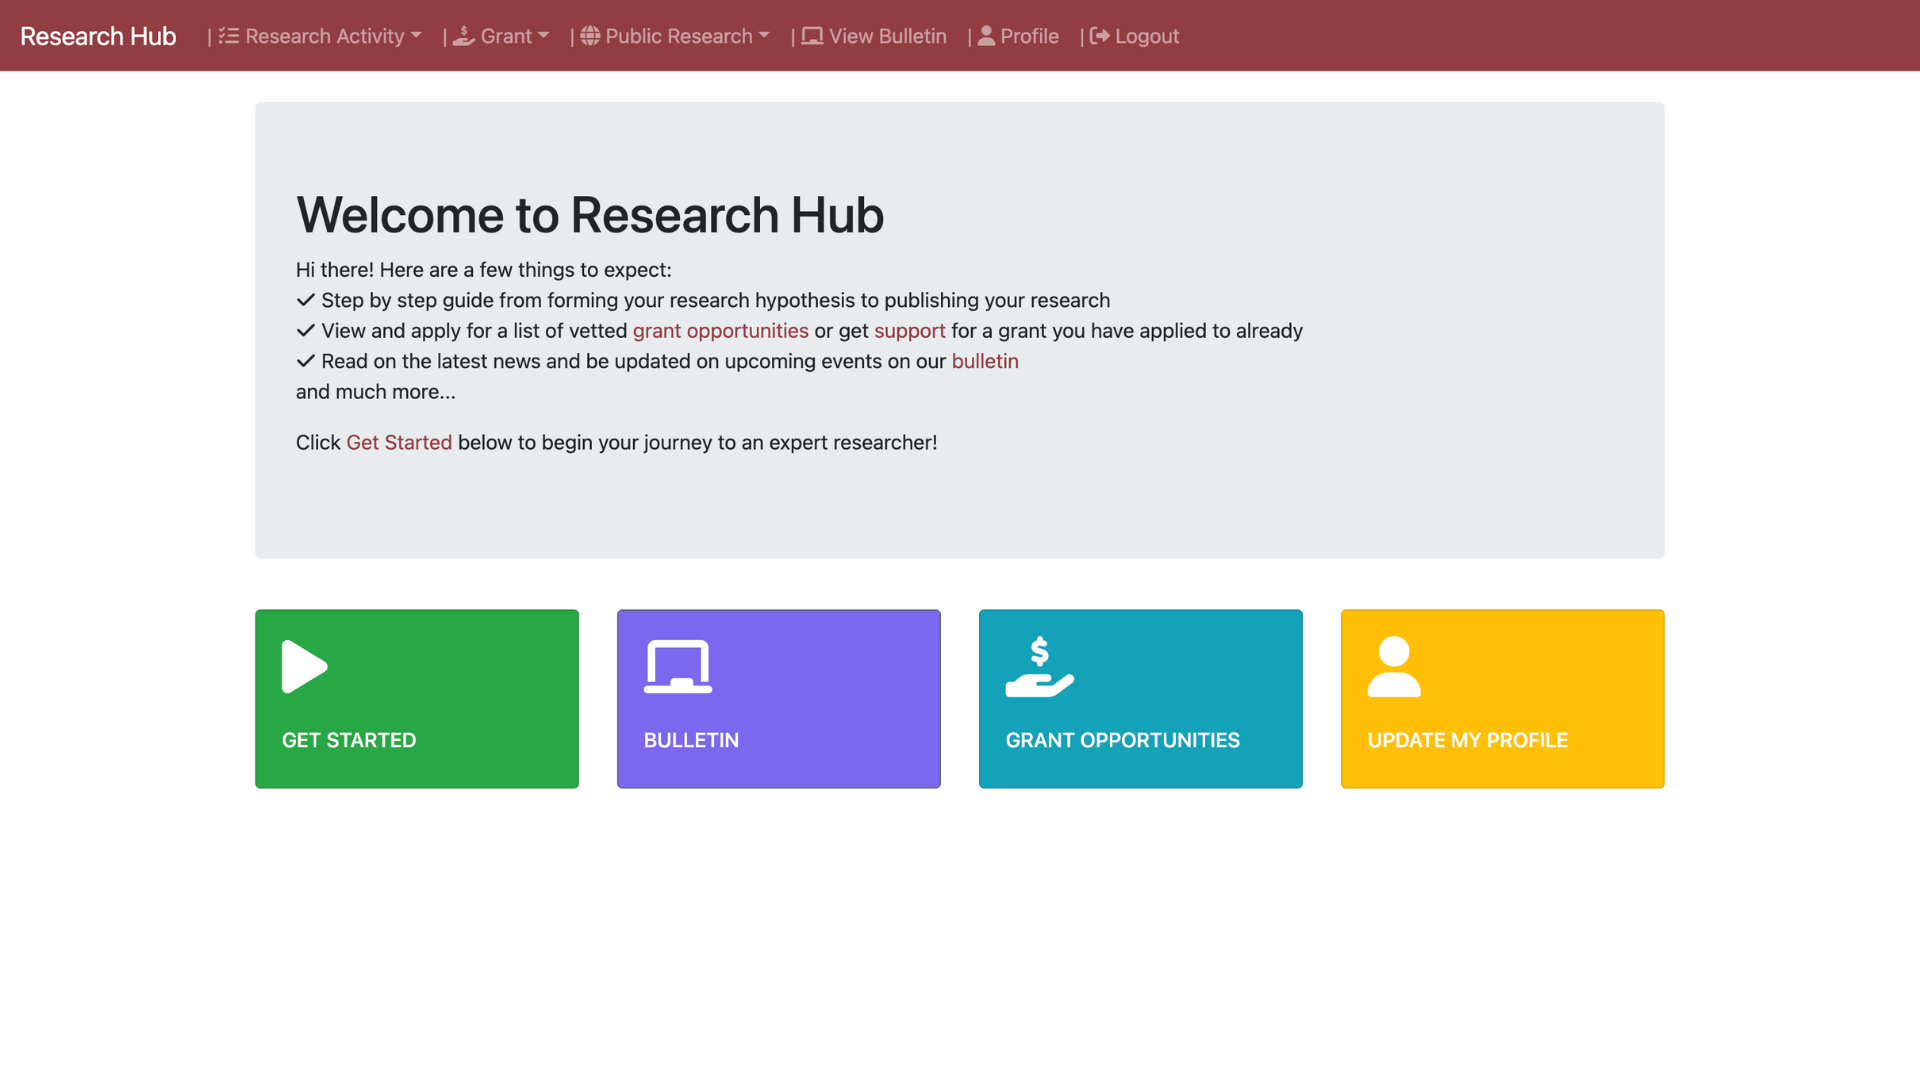 Research Hub | Research Activity | Grant | Public Research | View Bulletin | Profile | Logout
Welcome to Research Hub
Hi there! Here are a few things to expect:
Step by step guide from forming your research hypothesis to publishing your research
View and apply for a list of vetted grant opportunities or get support for a grant you have applied to already
Read on the latest news and be updated on upcoming events on our bulletin
and much more...
Click Get Started below to begin your journey to an expert researcher!
GET STARTED
BULLETIN
$
GRANT OPPORTUNITIES
UPDATE MY PROFILE